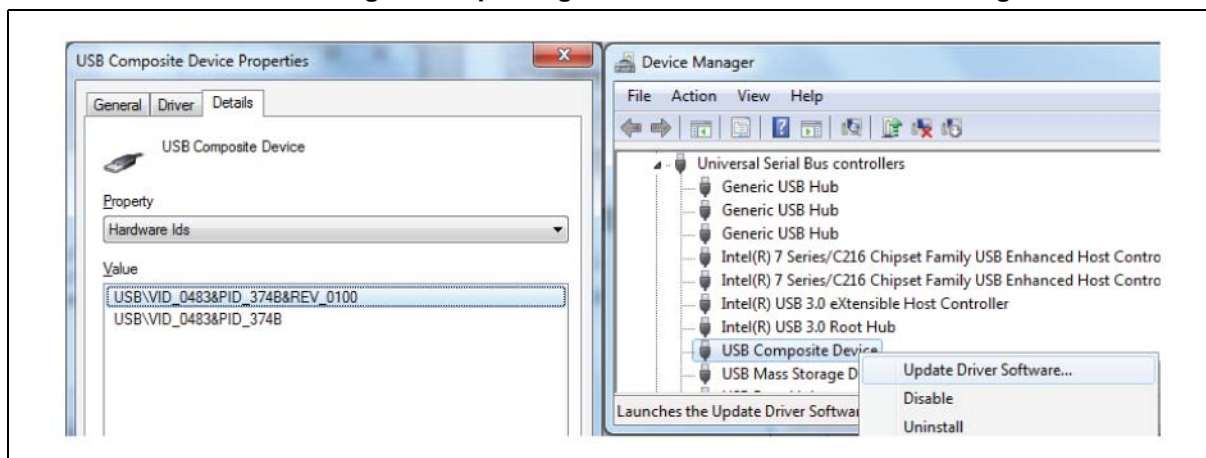 USB Composite Device Properties
x
General Driver Details
USB Composite Device
Property
Hardware Ids
Value
USB\VID_0483&PID_374B&REV_0100
USB\VID_0483&PID_374B
Device Manager
File Action View Help
Universal Serial Bus controllers
Generic USB Hub
Generic USB Hub
Generic USB Hub
Intel(R) 7 Series/C216 Chipset Family USB Enhanced Host Contro
Intel(R) 7 Series/C216 Chipset Family USB Enhanced Host Contro
Intel(R) USB 3.0 eXtensible Host Controller
Intel(R) USB 3.0 Root Hub
USB Composite Device
USB Mass Storage D
Launches the Update Driver Softwa
Update Driver Software...
Disable
Uninstall